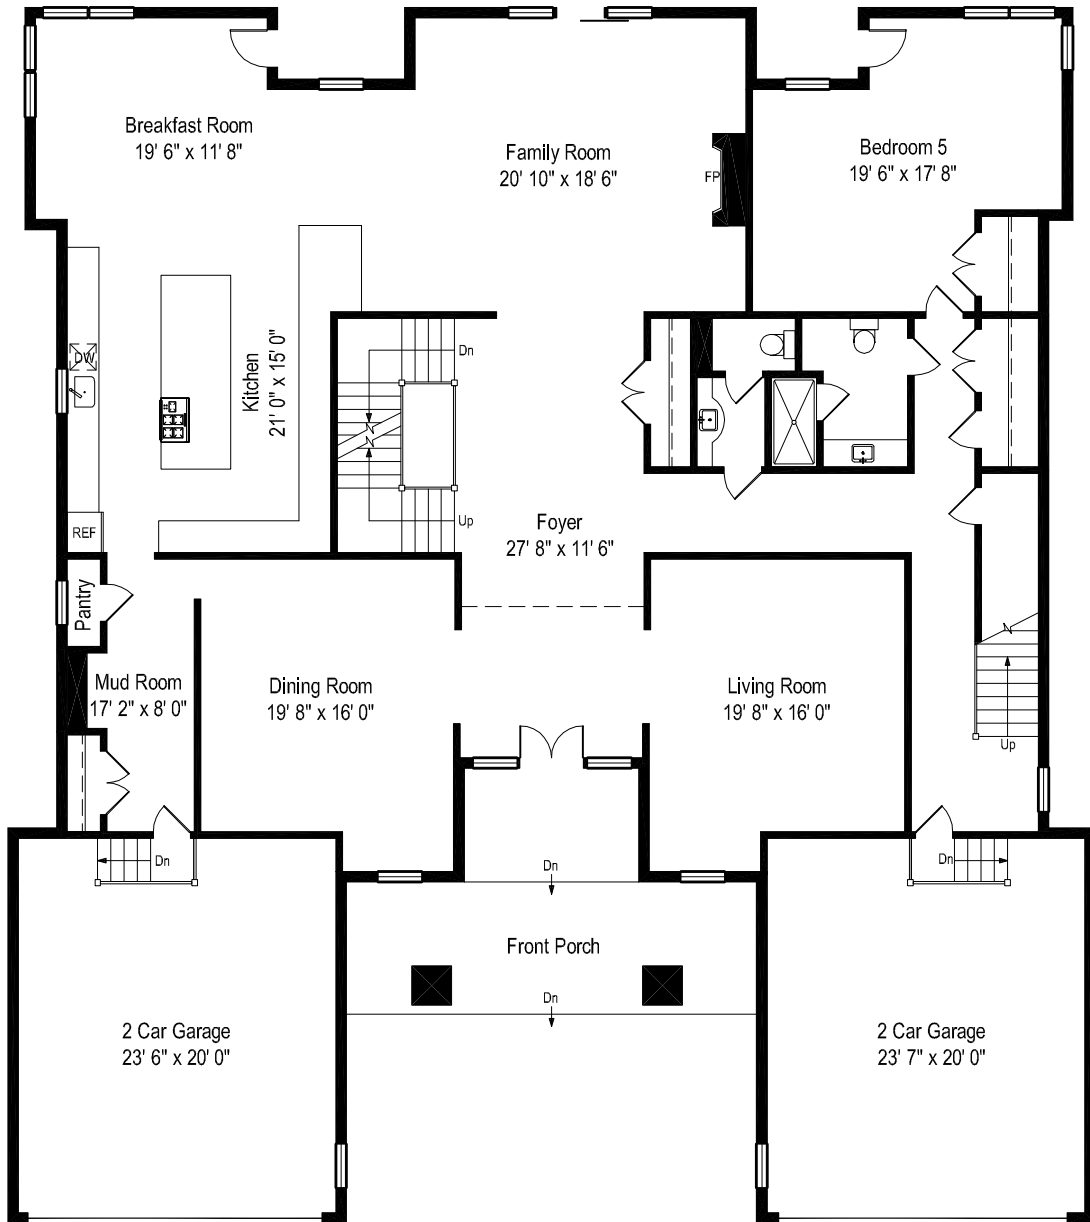 Breakfast Room
19' 6" x 11' 8"
Family Room
20' 10" x 18' 6"
FP
Bedroom 5
19' 6" x 17' 8"
DW
Kitchen
21' 0" x 15' 0"
Dn
Up
REF
Foyer
27' 8" x 11' 6"
Pantry
Mud Room
17' 2" x 8' 0"
Dining Room
19' 8" x 16' 0"
Living Room
19' 8" x 16' 0"
Up
Dn
Dn
Dn
Front Porch
Dn
2 Car Garage
23' 6" x 20' 0"
2 Car Garage
23' 7" x 20' 0"